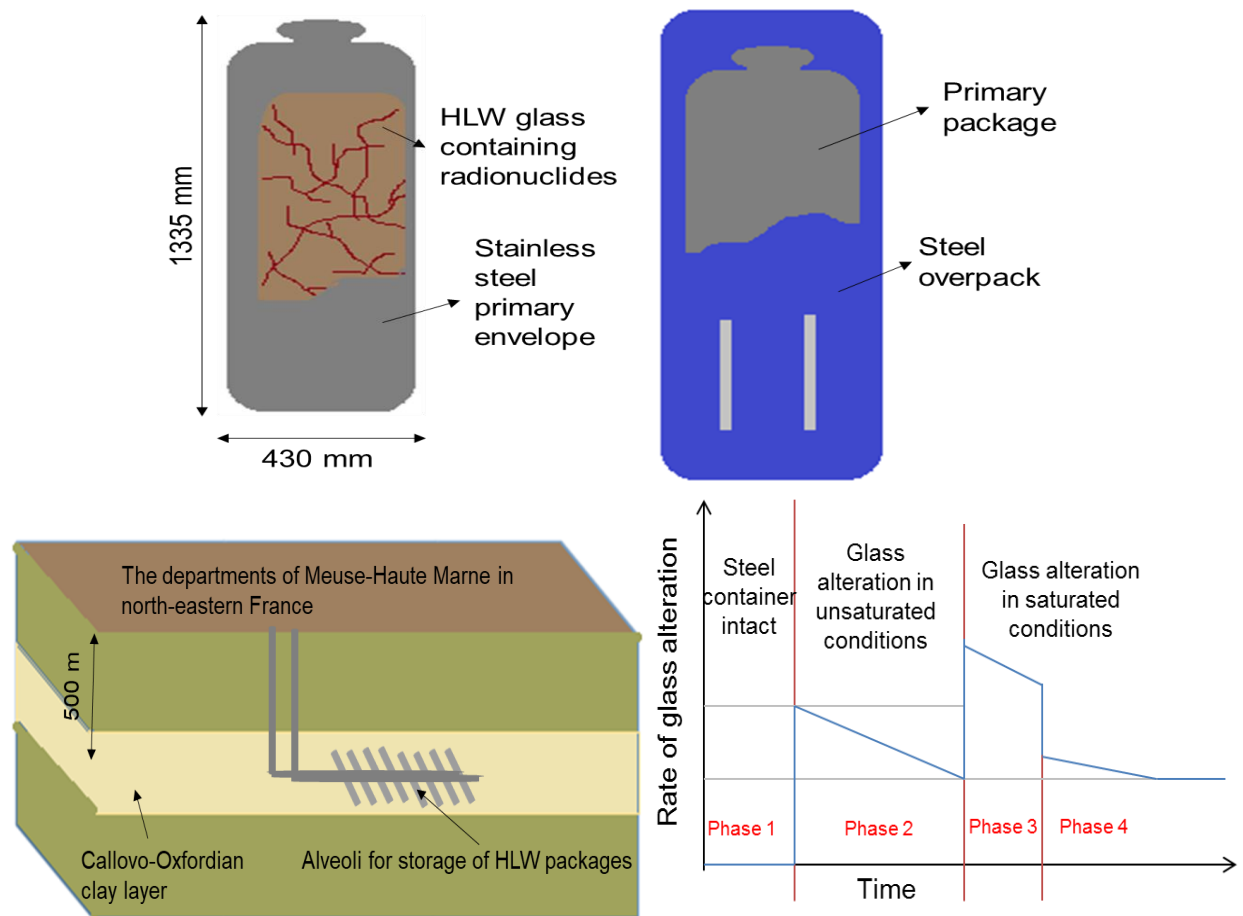 1335 mm
430 mm
HLW glass
containing
radionuclides
Stainless
steel
primary
envelope
Primary
package
Steel
overpack
The departments of Meuse-Haute Marne in
north-eastern France
500 m
Callovo-Oxfordian
clay layer
Alveoli for storage of HLW packages
Rate of glass alteration
Steel
container
intact
Glass
alteration in
unsaturated
conditions
Glass alteration
in saturated
conditions
Phase 1
Phase 2
Phase 3
Phase 4
Time